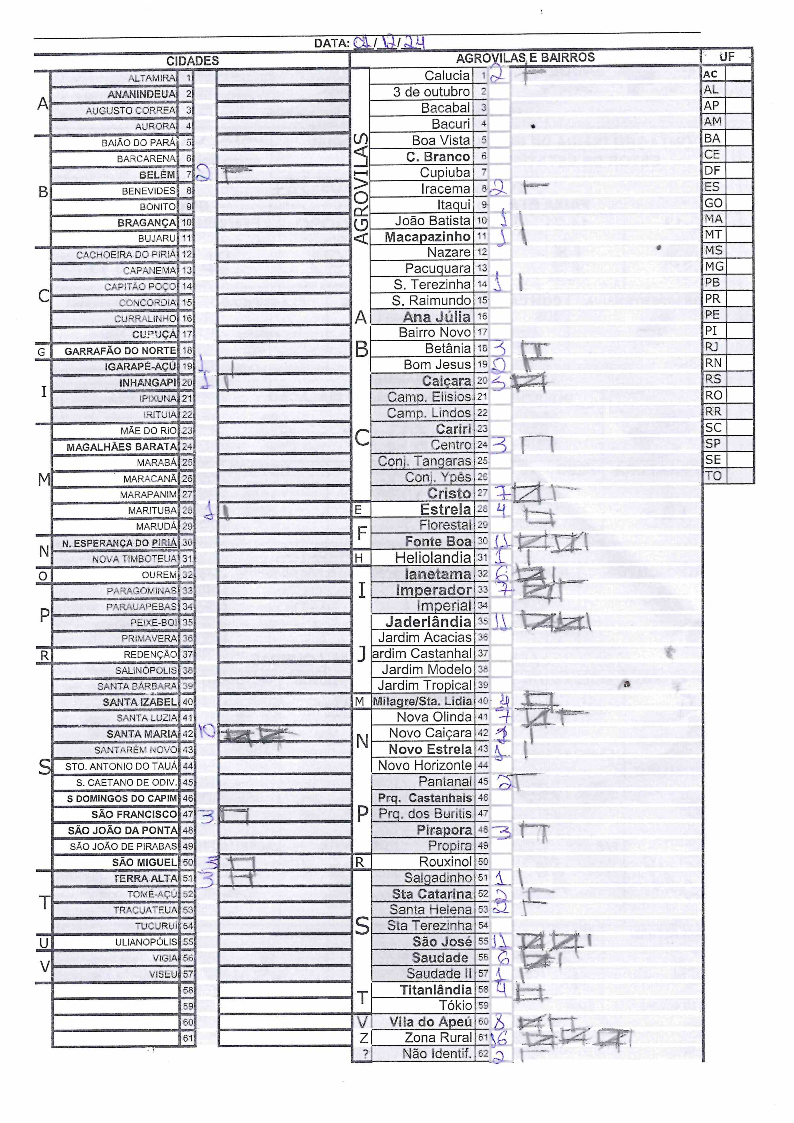 DATA: 01/12/24
CIDADES
A
ALTAMIRA 1
ANANINDEUA 2
AUGUSTO CORREA 3
AURORA 4
B
BAIÃO DO PARÁ 5
BARCARENA 6
BELÉM 7 2
BENEVIDES 8
BONITO 9
BRAGANÇA 10
BUJARU 11
C
CACHOEIRA DO PIRIA 12
CAPANEMA 13
CAPITÃO POÇO 14
CONCORDIA 15
CURRALINHO 16
CUPUÇA 17
G GARRAFÃO DO NORTE 18
I
IGARAPÉ-AÇÚ 19 1
INHANGAPI 20 1
IPIXUNA 21
IRITUIA 22
M
MÃE DO RIO 23
MAGALHÃES BARATA 24
MARABÁ 25
MARACANÃ 26
MARAPANIM 27
MARITUBA 28 1
MARUDÁ 29
N
N. ESPERANÇA DO PIRIA 30
NOVA TIMBOTEUA 31
O OUREM 32
P
PARAGOMINAS 33
PARAUAPEBAS 34
PEIXE-BOI 35
PRIMAVERA 36
R REDENÇÃO 37
S
SALINÓPOLIS 38
SANTA BÁRBARA 39
SANTA IZABEL 40
SANTA LUZIA 41
SANTA MARIA 42 10
SANTARÉM NOVO 43
STO. ANTONIO DO TAUÁ 44
S. CAETANO DE ODIV. 45
S DOMINGOS DO CAPIM 46
SÃO FRANCISCO 47 3
SÃO JOÃO DA PONTA 48
SÃO JOÃO DE PIRABAS 49
SÃO MIGUEL 50
T
TERRA ALTA 51 3
TOMÉ-AÇÚ 52
TRACUATEUA 53
TUCURUI 54
U ULIANOPÓLIS 55
V
VIGIA 56
VISEU 57
58
59
60
61
AGROVILAS E BAIRROS
AGROVILAS
Calucia 1 2
3 de outubro 2
Bacabal 3
Bacuri 4
Boa Vista 5
C. Branco 6
Cupiuba 7
Iracema 8 2
Itaqui 9
João Batista 10 1
Macapazinho 11 1
Nazare 12
Pacuquara 13
S. Terezinha 14 1
S. Raimundo 15
A Ana Júlia 16
B
Bairro Novo 17
Betânia 18 3
Bom Jesus 19 2
C
Caiçara 20 5
Camp. Elisios 21
Camp. Lindos 22
Cariri 23
Centro 24 3
Conj. Tangaras 25
Conj. Ypês 26
Cristo 27 7
E Estrela 28 4
F
Florestal 29
Fonte Boa 30 11
H Heliolandia 31 1
I
Ianetama 32 6
Imperador 33 7
Imperial 34
J
Jaderlândia 35 11
Jardim Acacias 36
ardim Castanhal 37
Jardim Modelo 38
Jardim Tropical 39
M Milagre/Sta. Lidia 40 4
N
Nova Olinda 41 7
Novo Caiçara 42
Novo Estrela 43 1
Novo Horizonte 44
P
Pantanal 45 2
Prq. Castanhais 46
Prq. dos Buritis 47
Pirapora 48 3
Propira 49
R Rouxinol 50
S
Salgadinho 51 1
Sta Catarina 52 2
Santa Helena 53 2
Sta Terezinha 54
São José 55 11
Saudade 56 6
Saudade II 57 1
T
Titanlândia 58 4
Tókio 59
V Vila do Apeú 60 8
Z Zona Rural 61 16
? Não Identif. 62 2
UF
AC
AL
AP
AM
BA
CE
DF
ES
GO
MA
MT
MS
MG
PB
PR
PE
PI
RJ
RN
RS
RO
RR
SC
SP
SE
TO